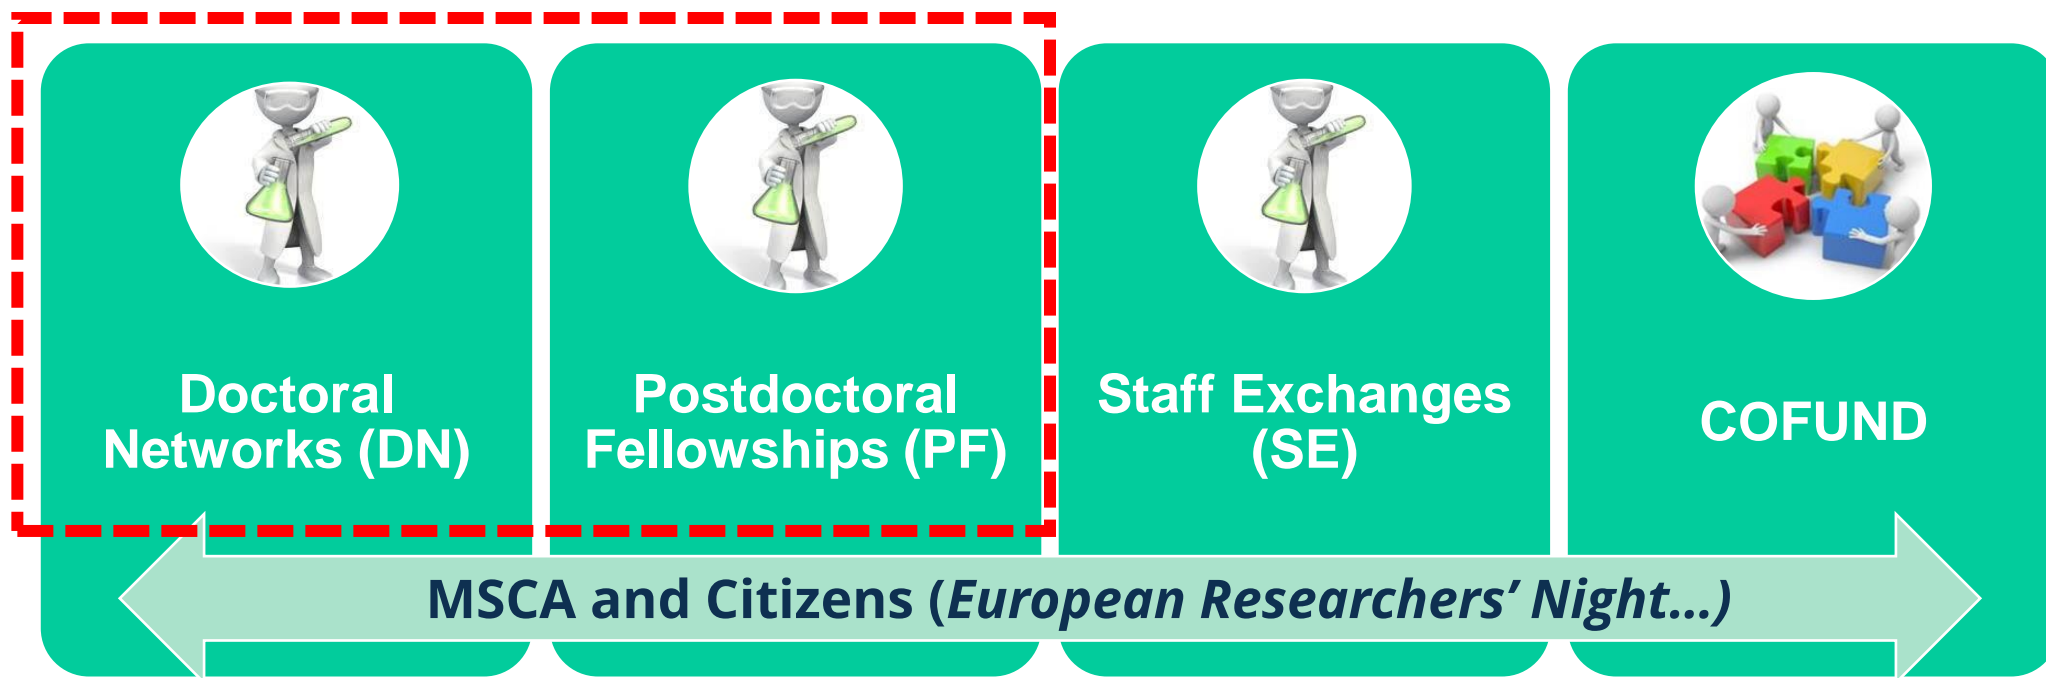 Doctoral
Networks (DN)
Postdoctoral
Fellowships (PF)
Staff Exchanges
(SE)
COFUND
MSCA and Citizens (European Researchers’ Night...)